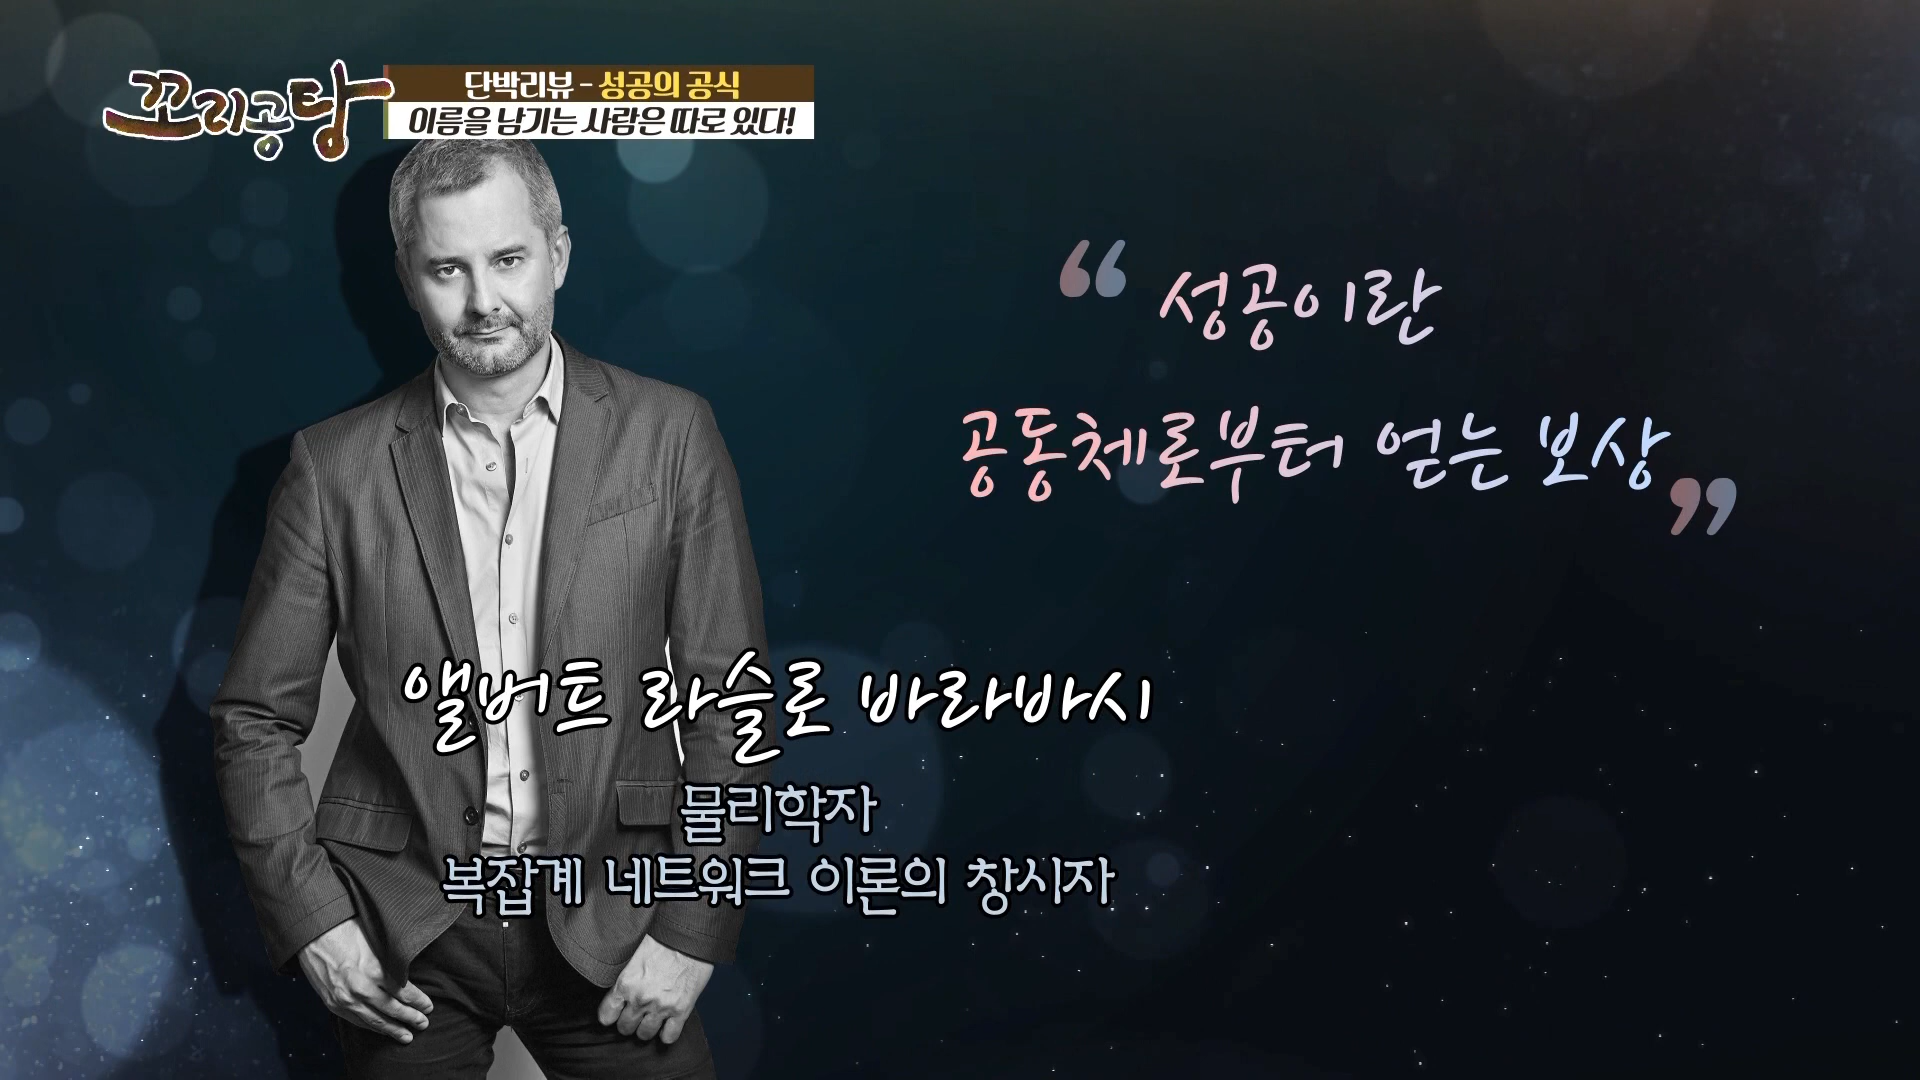 꼬리곰탕
단박리뷰 - 성공의 공식
이름을 남기는 사람은 따로 있다!
“ 성공이란
공동체로부터 얻는 보상 ”
앨버트 라슬로 바라바시
물리학자
복잡계 네트워크 이론의 창시자